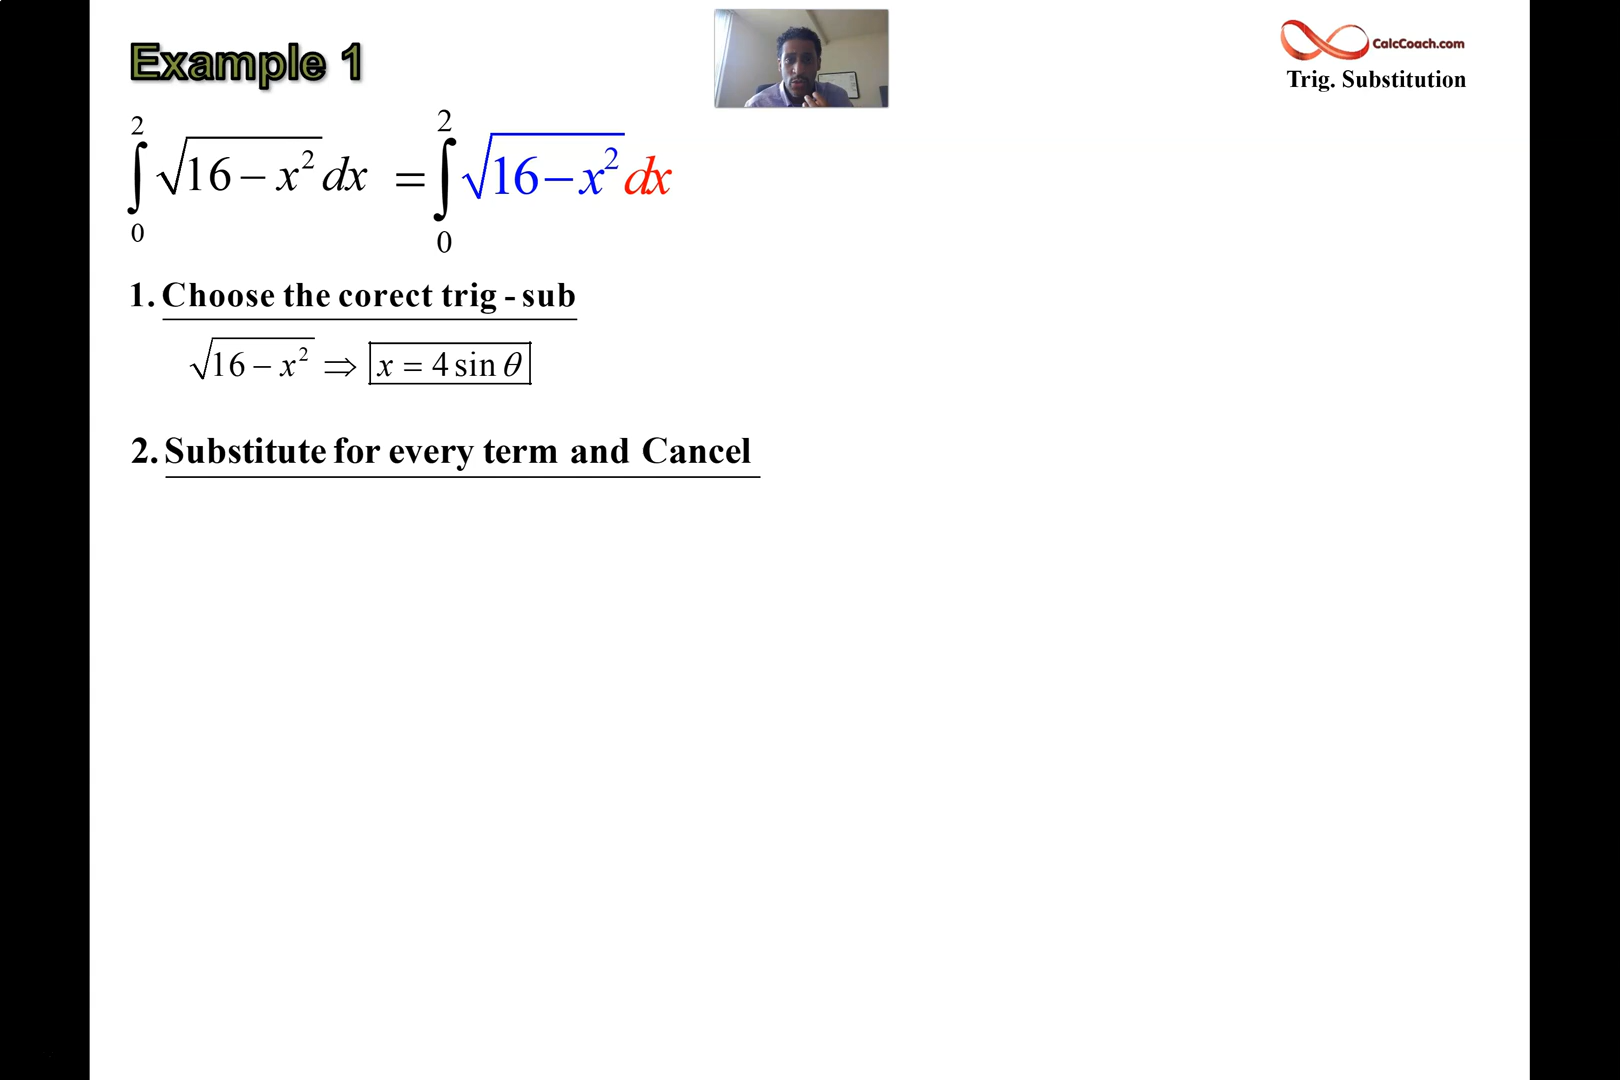 Example 1
CalcCoach.com
Trig. Substitution
∫₀² √(16 − x²) dx = ∫₀² √(16 − x²) dx
1. Choose the corect trig - sub
√(16 − x²) ⇒ x = 4 sin θ
2. Substitute for every term and Cancel